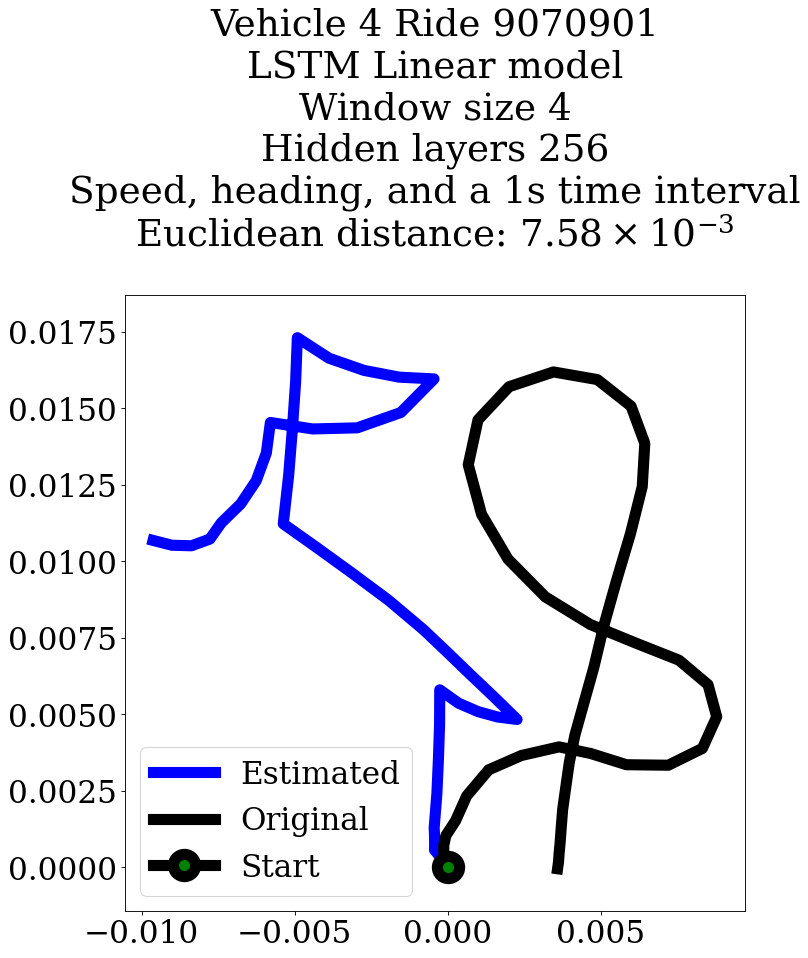 Vehicle 4 Ride 9070901
LSTM Linear model
Window size 4
Hidden layers 256
Speed, heading, and a 1s time interval
Euclidean distance: 7.58 × 10⁻³
0.0175
0.0150
0.0125
0.0100
0.0075
0.0050
0.0025
0.0000
Estimated
Original
Start
−0.010 −0.005 0.000 0.005